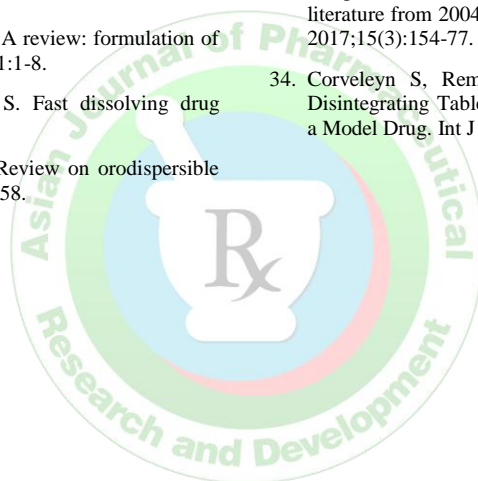 A review: formulation of
1:1-8.
S. Fast dissolving drug
Review on orodispersible
58.
literature from 2004
2017;15(3):154-77.
34. Corveleyn S, Rem
Disintegrating Table
a Model Drug. Int J
Asian Journal of Pharmaceutical
Research and Development
Rx